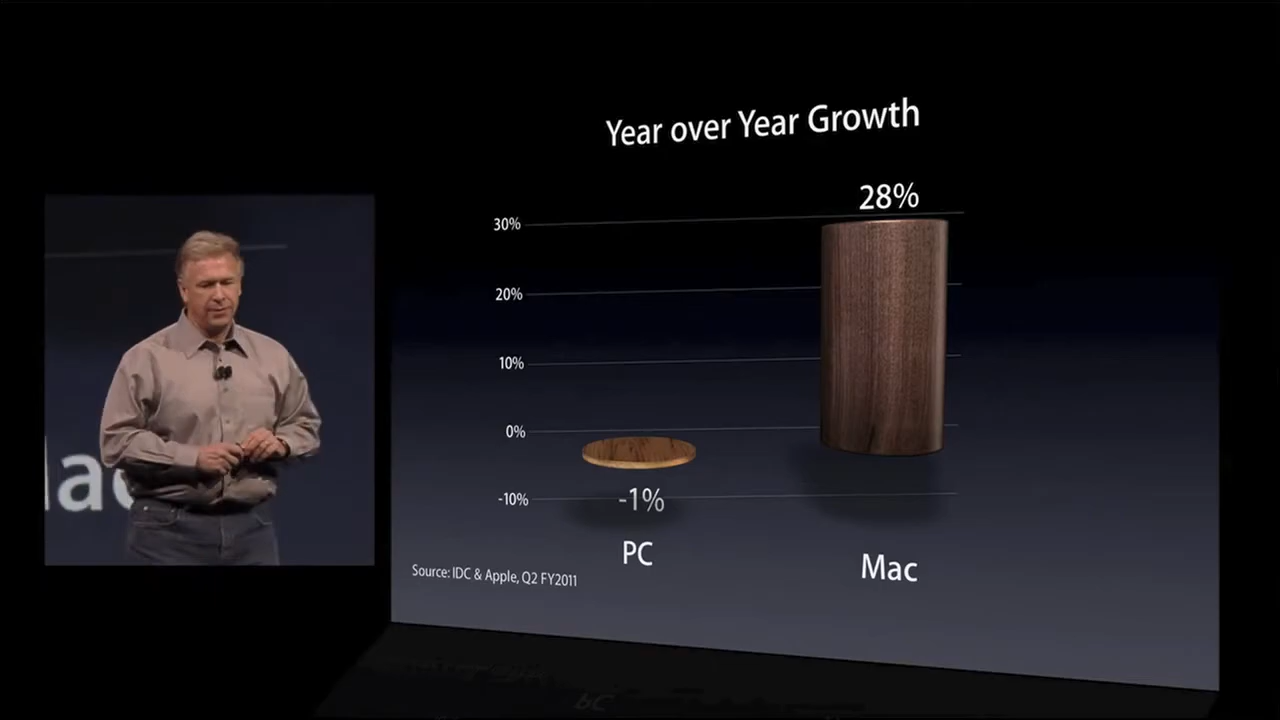 Year over Year Growth
28%
30%
20%
10%
0%
-10%
-1%
PC
Mac
Source: IDC & Apple, Q2 FY2011